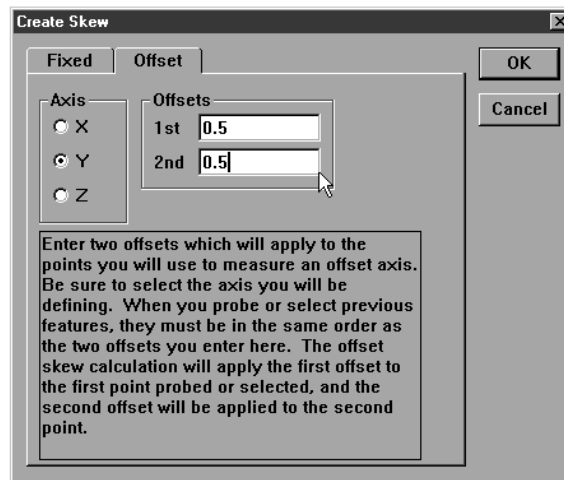 Create Skew
Fixed Offset
OK
Cancel
Axis
X
Y
Z
Offsets
1st 0.5
2nd 0.5
Enter two offsets which will apply to the
points you will use to measure an offset axis.
Be sure to select the axis you will be
defining.  When you probe or select previous
features, they must be in the same order as
the two offsets you enter here.  The offset
skew calculation will apply the first offset to
the first point probed or selected, and the
second offset will be applied to the second
point.